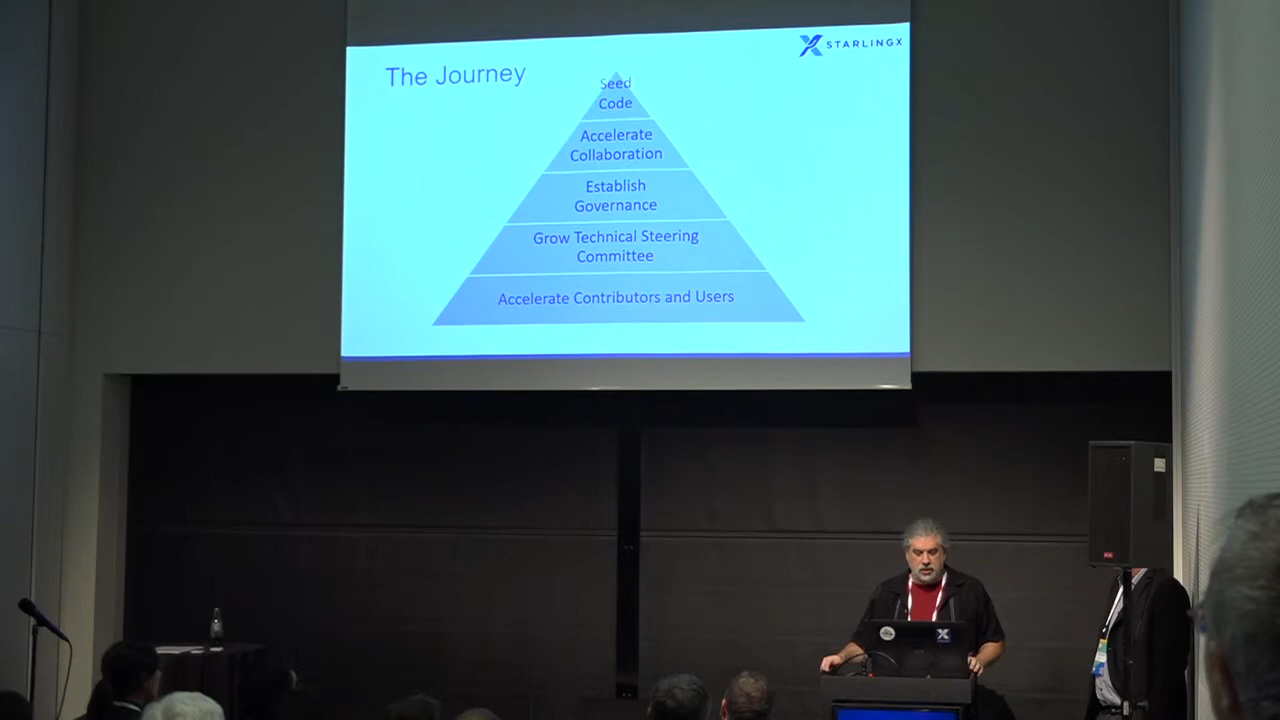 STARLINGX
The Journey
Seed
Code
Accelerate
Collaboration
Establish
Governance
Grow Technical Steering
Committee
Accelerate Contributors and Users